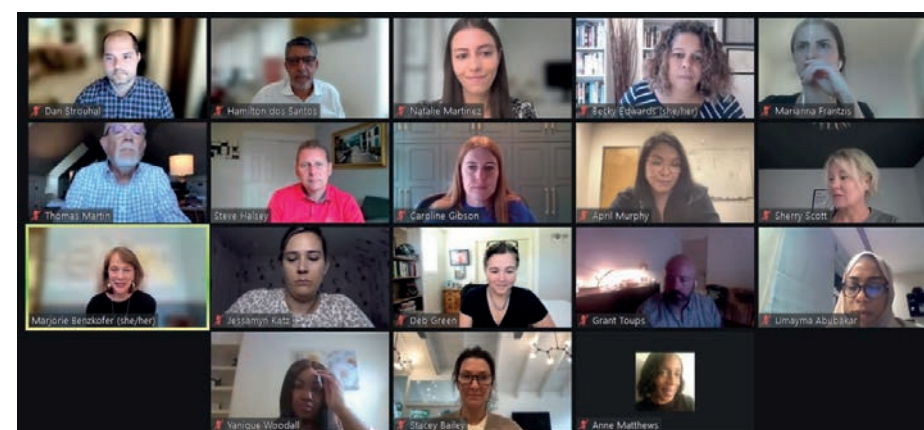 Dan Strouhal
Hamilton dos Santos
Natalie Martinez
Becky Edwards (she/her)
Marianna Frantzis
Thomas Martin
Steve Halsey
Caroline Gibson
April Murphy
Sherry Scott
Marjorie Benzkofer (she/her)
Jessamyn Katz
Deb Green
Grant Toups
Umayma Abubakar
Yanique Woodall
Stacey Bailey
Anne Matthews